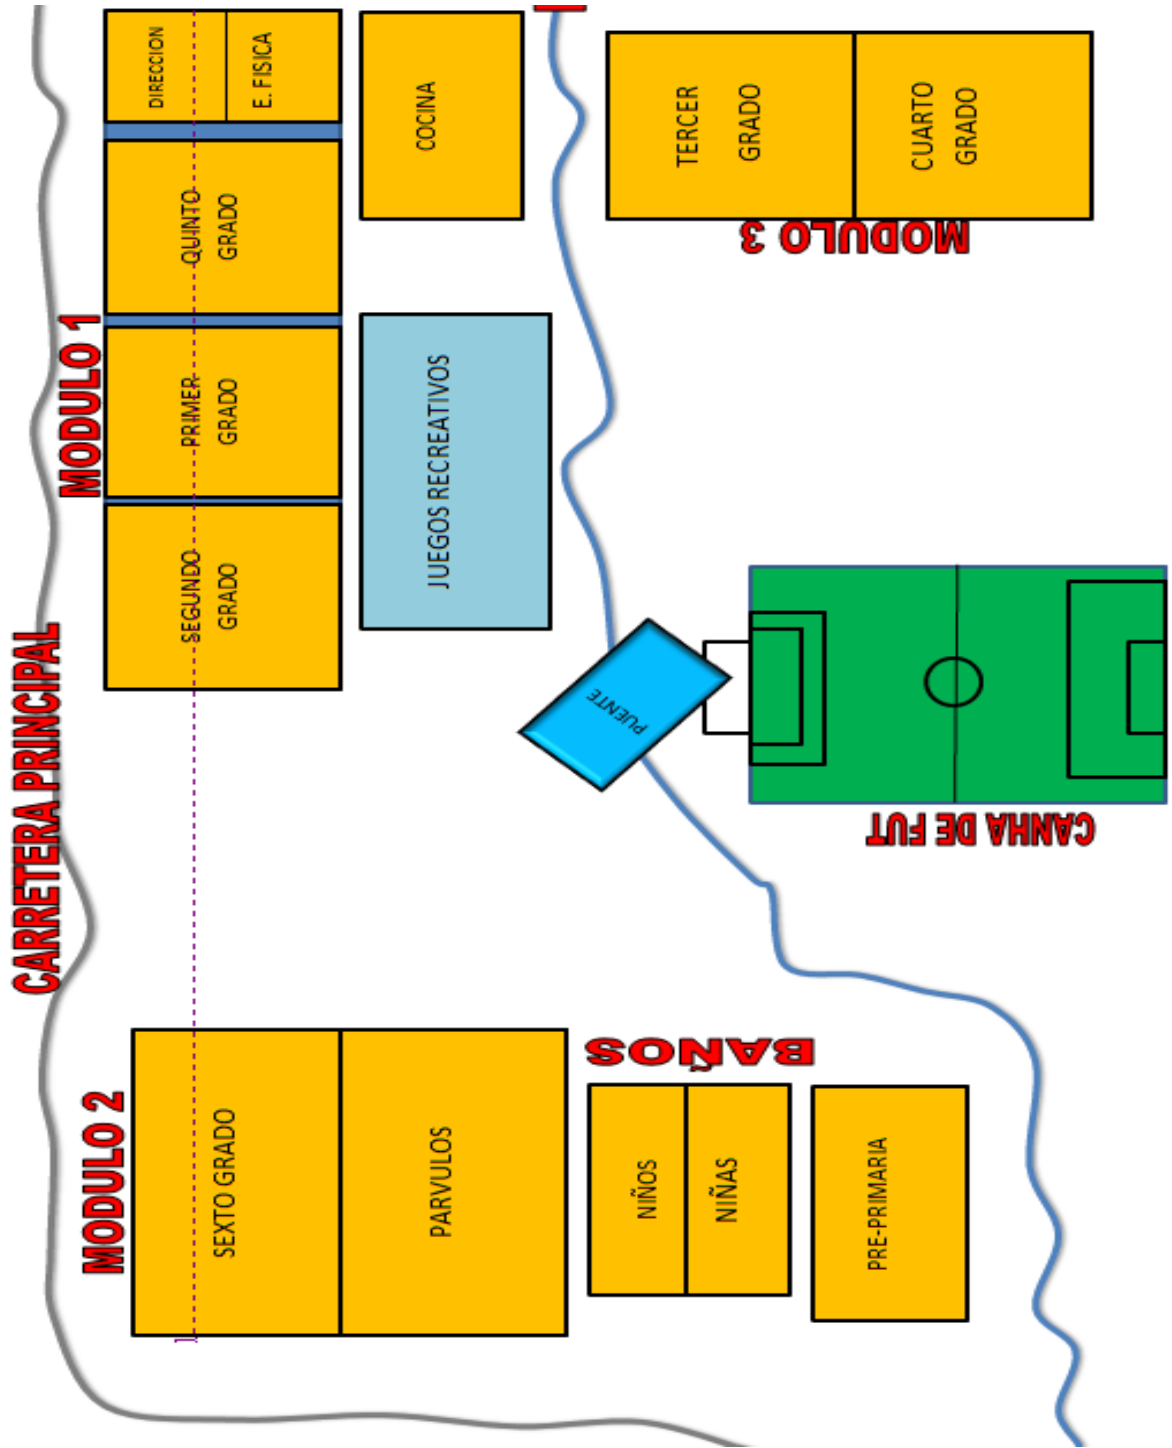 CARRETERA PRINCIPAL
MODULO 1
DIRECCION
E. FISICA
QUINTO
GRADO
PRIMER
GRADO
SEGUNDO
GRADO
COCINA
JUEGOS RECREATIVOS
MODULO 3
TERCER
GRADO
CUARTO
GRADO
PUENTE
CANHA DE FUT
MODULO 2
SEXTO GRADO
PARVULOS
BAÑOS
NIÑOS
NIÑAS
PRE-PRIMARIA